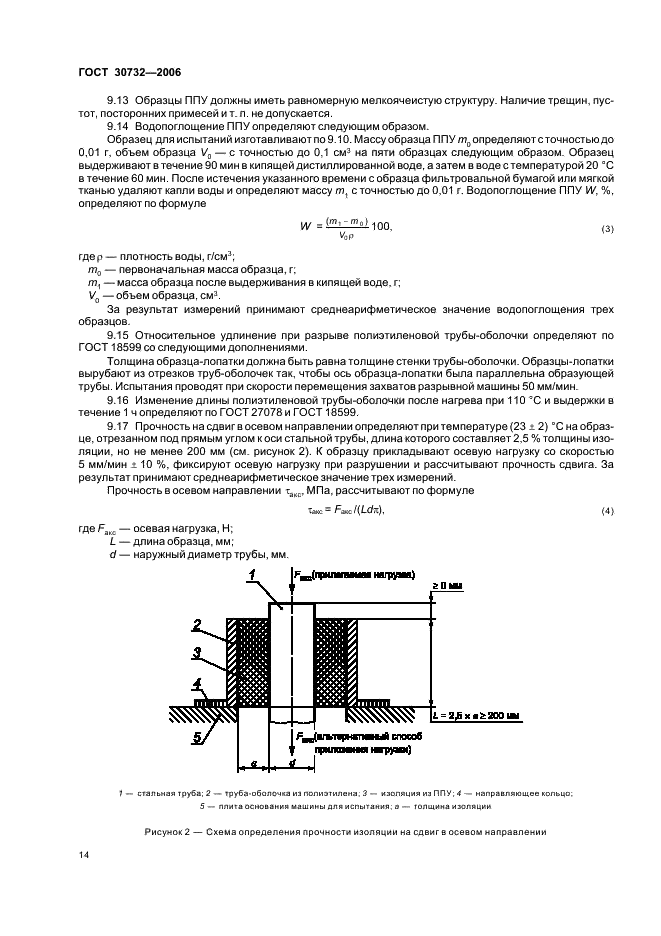 ГОСТ 30732—2006
9.13 Образцы ППУ должны иметь равномерную мелкоячеистую структуру. Наличие трещин, пус-
тот, посторонних примесей и т. п. не допускается.
9.14 Водопоглощение ППУ определяют следующим образом.
Образец для испытаний изготавливают по 9.10. Массу образца ППУ m₀ определяют с точностью до
0,01 г, объем образца V₀ — с точностью до 0,1 см³ на пяти образцах следующим образом. Образец
выдерживают в течение 90 мин в кипящей дистиллированной воде, а затем в воде с температурой 20 °С
в течение 60 мин. После истечения указанного времени с образца фильтровальной бумагой или мягкой
тканью удаляют капли воды и определяют массу m₁ с точностью до 0,01 г. Водопоглощение ППУ W, %,
определяют по формуле
W = (m₁ – m₀) / V₀ρ 100, (3)
где ρ — плотность воды, г/см³;
m₀ — первоначальная масса образца, г;
m₁ — масса образца после выдерживания в кипящей воде, г;
V₀ — объем образца, см³.
За результат измерений принимают среднеарифметическое значение водопоглощения трех
образцов.
9.15 Относительное удлинение при разрыве полиэтиленовой трубы-оболочки определяют по
ГОСТ 18599 со следующими дополнениями.
Толщина образца-лопатки должна быть равна толщине стенки трубы-оболочки. Образцы-лопатки
вырубают из отрезков труб-оболочек так, чтобы ось образца-лопатки была параллельна образующей
трубы. Испытания проводят при скорости перемещения захватов разрывной машины 50 мм/мин.
9.16 Изменение длины полиэтиленовой трубы-оболочки после нагрева при 110 °С и выдержки в
течение 1 ч определяют по ГОСТ 27078 и ГОСТ 18599.
9.17 Прочность на сдвиг в осевом направлении определяют при температуре (23 ± 2) °С на образ-
це, отрезанном под прямым углом к оси стальной трубы, длина которого составляет 2,5 % толщины изо-
ляции, но не менее 200 мм (см. рисунок 2). К образцу прикладывают осевую нагрузку со скоростью
5 мм/мин ± 10 %, фиксируют осевую нагрузку при разрушении и рассчитывают прочность сдвига. За
результат принимают среднеарифметическое значение трех измерений.
Прочность в осевом направлении τакс, МПа, рассчитывают по формуле
τакс = Fакс /(Ldπ), (4)
где Fакс — осевая нагрузка, Н;
L — длина образца, мм;
d — наружный диаметр трубы, мм.
1
Fакс(прилагаемая нагрузка)
≥ 0 мм
2
3
4
L = 2,5 × a ≥ 200 мм
5
Fакс(альтернативный способ
приложения нагрузки)
a
d
1 — стальная труба; 2 — труба-оболочка из полиэтилена; 3 — изоляция из ППУ; 4 — направляющее кольцо;
5 — плита основания машины для испытания; а — толщина изоляции
Рисунок 2 — Схема определения прочности изоляции на сдвиг в осевом направлении
14